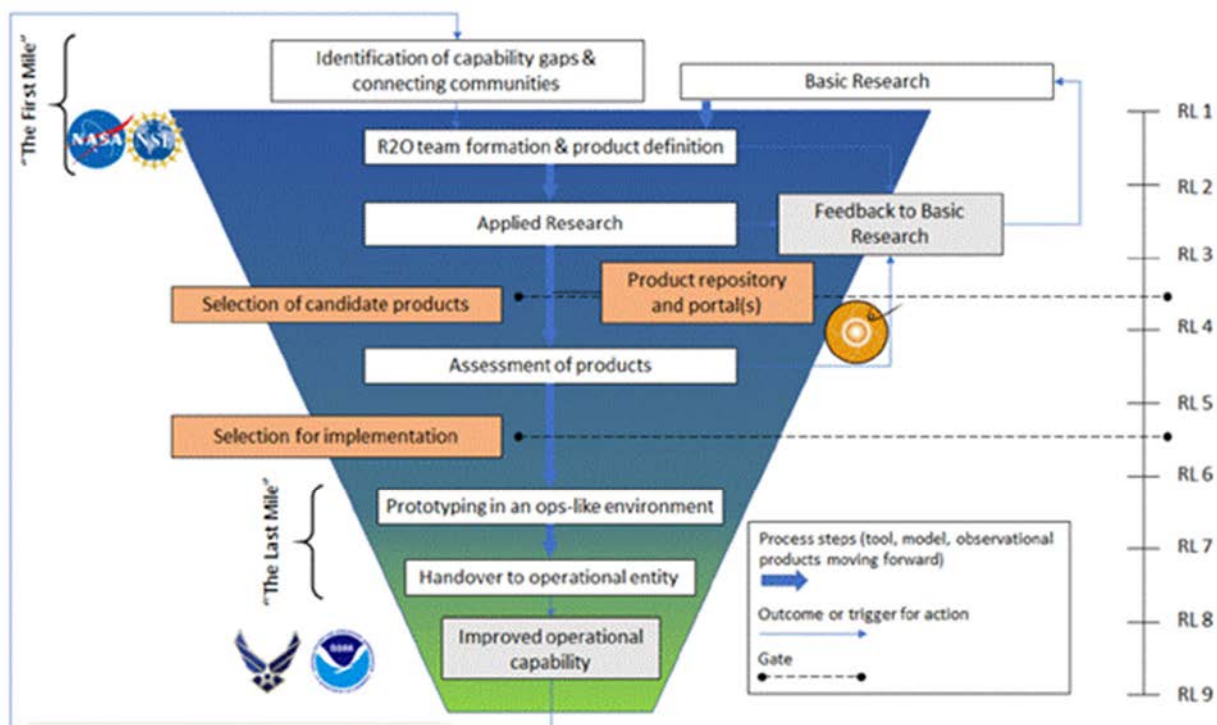 "The First Mile"
Identification of capability gaps &
connecting communities
Basic Research
RL 1
NASA
NSF
R2O team formation & product definition
RL 2
Applied Research
Feedback to Basic
Research
RL 3
Product repository
and portal(s)
Selection of candidate products
RL 4
Assessment of products
RL 5
Selection for implementation
RL 6
"The Last Mile"
Prototyping in an ops-like environment
Process steps (tool, model, observational
products moving forward)
RL 7
Handover to operational entity
Outcome or trigger for action
RL 8
Improved operational
capability
NOAA
Gate
RL 9